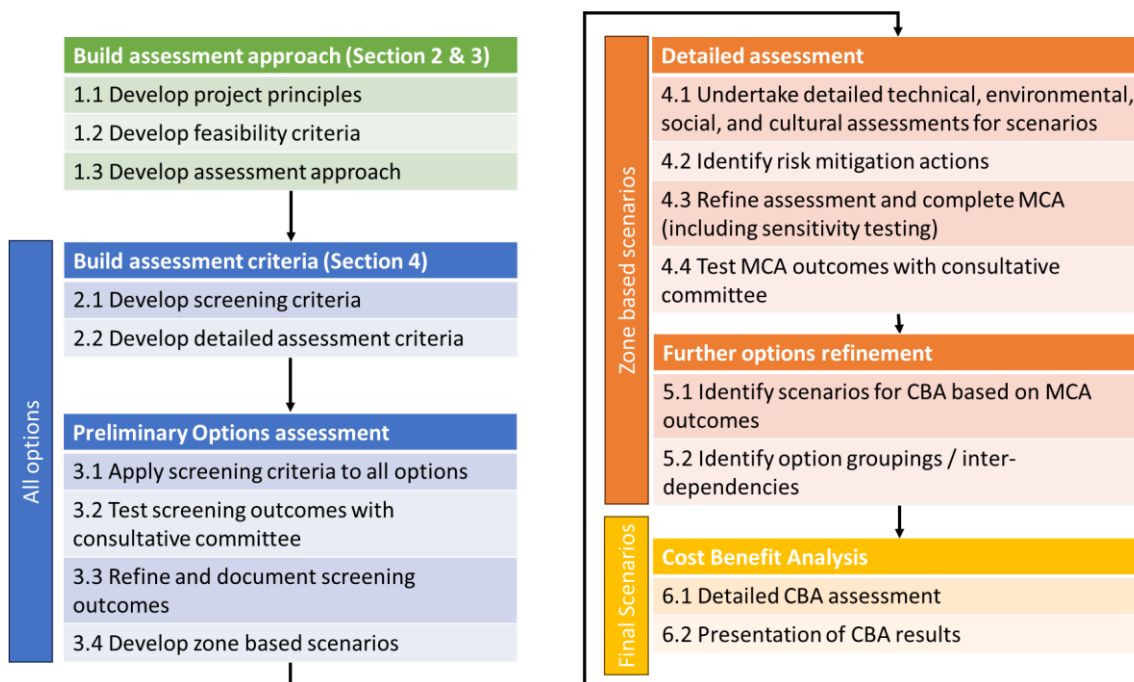 Build assessment approach (Section 2 & 3)
1.1 Develop project principles
1.2 Develop feasibility criteria
1.3 Develop assessment approach
All options
Build assessment criteria (Section 4)
2.1 Develop screening criteria
2.2 Develop detailed assessment criteria
Preliminary Options assessment
3.1 Apply screening criteria to all options
3.2 Test screening outcomes with
consultative committee
3.3 Refine and document screening
outcomes
3.4 Develop zone based scenarios
Zone based scenarios
Detailed assessment
4.1 Undertake detailed technical, environmental,
social, and cultural assessments for scenarios
4.2 Identify risk mitigation actions
4.3 Refine assessment and complete MCA
(including sensitivity testing)
4.4 Test MCA outcomes with consultative
committee
Further options refinement
5.1 Identify scenarios for CBA based on MCA
outcomes
5.2 Identify option groupings / inter-
dependencies
Final Scenarios
Cost Benefit Analysis
6.1 Detailed CBA assessment
6.2 Presentation of CBA results